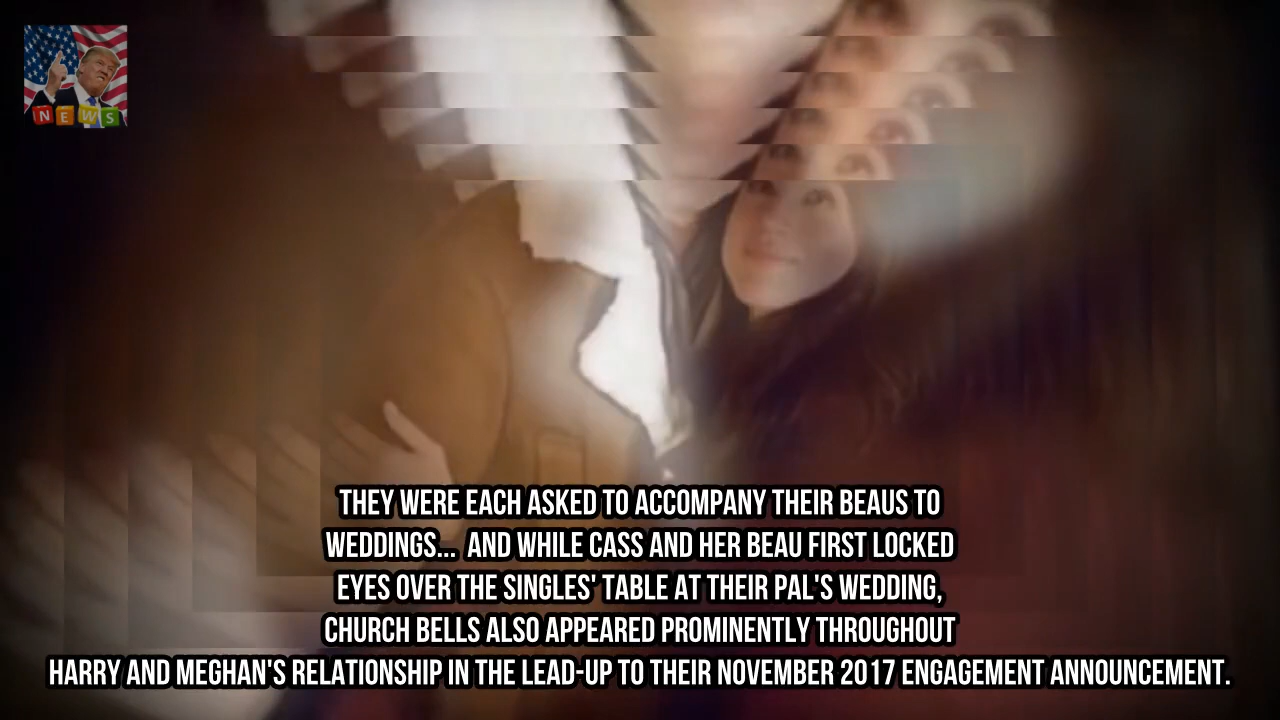 NEWS
THEY WERE EACH ASKED TO ACCOMPANY THEIR BEAUS TO
WEDDINGS... AND WHILE CASS AND HER BEAU FIRST LOCKED
EYES OVER THE SINGLES' TABLE AT THEIR PAL'S WEDDING,
CHURCH BELLS ALSO APPEARED PROMINENTLY THROUGHOUT
HARRY AND MEGHAN'S RELATIONSHIP IN THE LEAD-UP TO THEIR NOVEMBER 2017 ENGAGEMENT ANNOUNCEMENT.